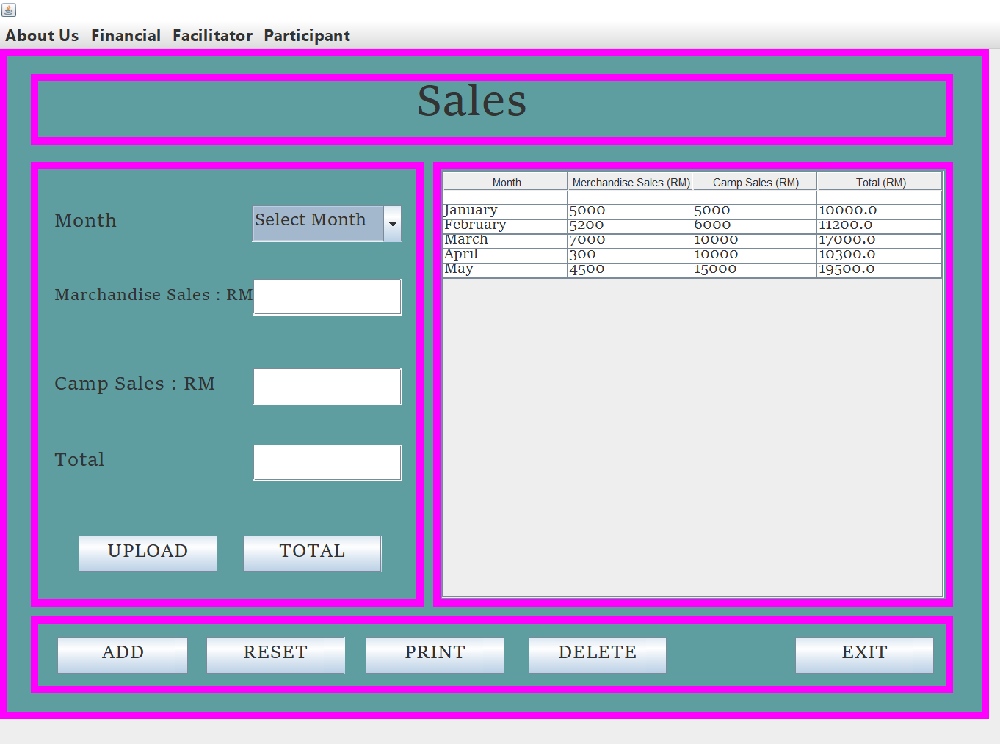 About Us Financial Facilitator Participant
Sales
Month Select Month
Marchandise Sales : RM
Camp Sales : RM
Total
UPLOAD TOTAL
Month Merchandise Sales (RM) Camp Sales (RM) Total (RM)
January 5000 5000 10000.0
February 5200 6000 11200.0
March 7000 10000 17000.0
April 300 10000 10300.0
May 4500 15000 19500.0
ADD RESET PRINT DELETE EXIT